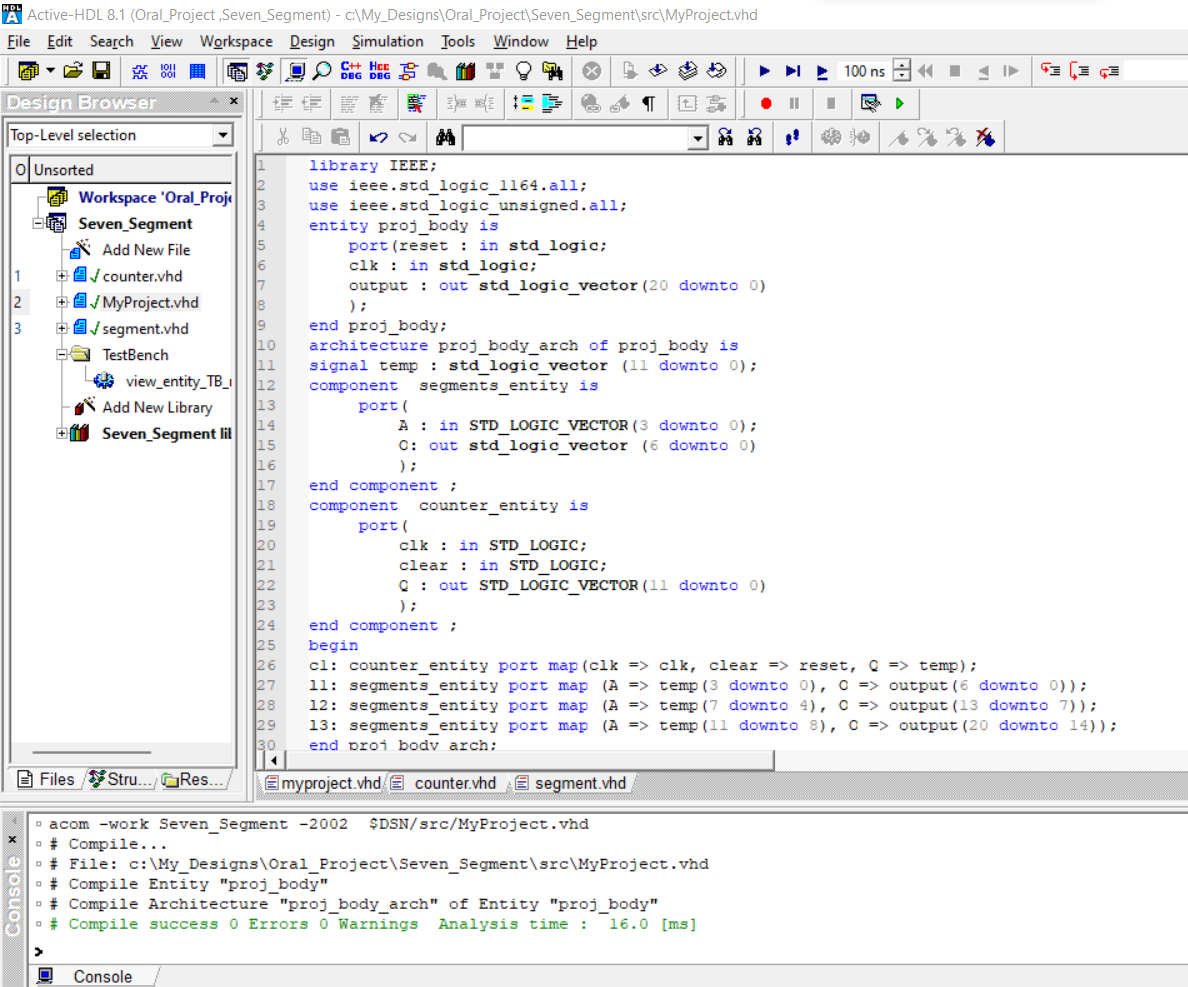 Active-HDL 8.1 (Oral_Project ,Seven_Segment) - c:\My_Designs\Oral_Project\Seven_Segment\src\MyProject.vhd
File Edit Search View Workspace Design Simulation Tools Window Help
C++ DBG HCC DBG
100 ns
Design Browser
Top-Level selection
O Unsorted
Workspace 'Oral_Proje
Seven_Segment
Add New File
1 counter.vhd
2 MyProject.vhd
3 segment.vhd
TestBench
view_entity_TB_
Add New Library
Seven_Segment lib
Files Stru... Res...
1 library IEEE;
2 use ieee.std_logic_1164.all;
3 use ieee.std_logic_unsigned.all;
4 entity proj_body is
5 port(reset : in std_logic;
6 clk : in std_logic;
7 output : out std_logic_vector(20 downto 0)
8 );
9 end proj_body;
10 architecture proj_body_arch of proj_body is
11 signal temp : std_logic_vector (11 downto 0);
12 component  segments_entity is
13 port(
14 A : in STD_LOGIC_VECTOR(3 downto 0);
15 O: out std_logic_vector (6 downto 0)
16 );
17 end component ;
18 component  counter_entity is
19 port(
20 clk : in STD_LOGIC;
21 clear : in STD_LOGIC;
22 Q : out STD_LOGIC_VECTOR(11 downto 0)
23 );
24 end component ;
25 begin
26 c1: counter_entity port map(clk => clk, clear => reset, Q => temp);
27 l1: segments_entity port map (A => temp(3 downto 0), O => output(6 downto 0));
28 l2: segments_entity port map (A => temp(7 downto 4), O => output(13 downto 7));
29 l3: segments_entity port map (A => temp(11 downto 8), O => output(20 downto 14));
30 end proj_body_arch;
myproject.vhd counter.vhd segment.vhd
acom -work Seven_Segment -2002  $DSN/src/MyProject.vhd
# Compile...
# File: c:\My_Designs\Oral_Project\Seven_Segment\src\MyProject.vhd
# Compile Entity "proj_body"
# Compile Architecture "proj_body_arch" of Entity "proj_body"
# Compile success 0 Errors 0 Warnings  Analysis time :  16.0 [ms]
>
Console
Console